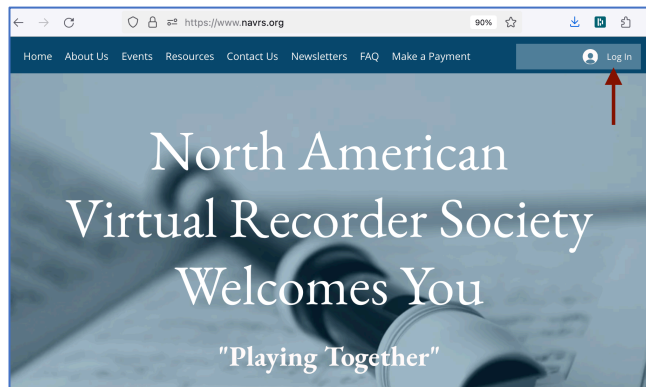 https://www.navrs.org 90%
Home About Us Events Resources Contact Us Newsletters FAQ Make a Payment Log In
North American
Virtual Recorder Society
Welcomes You
"Playing Together"